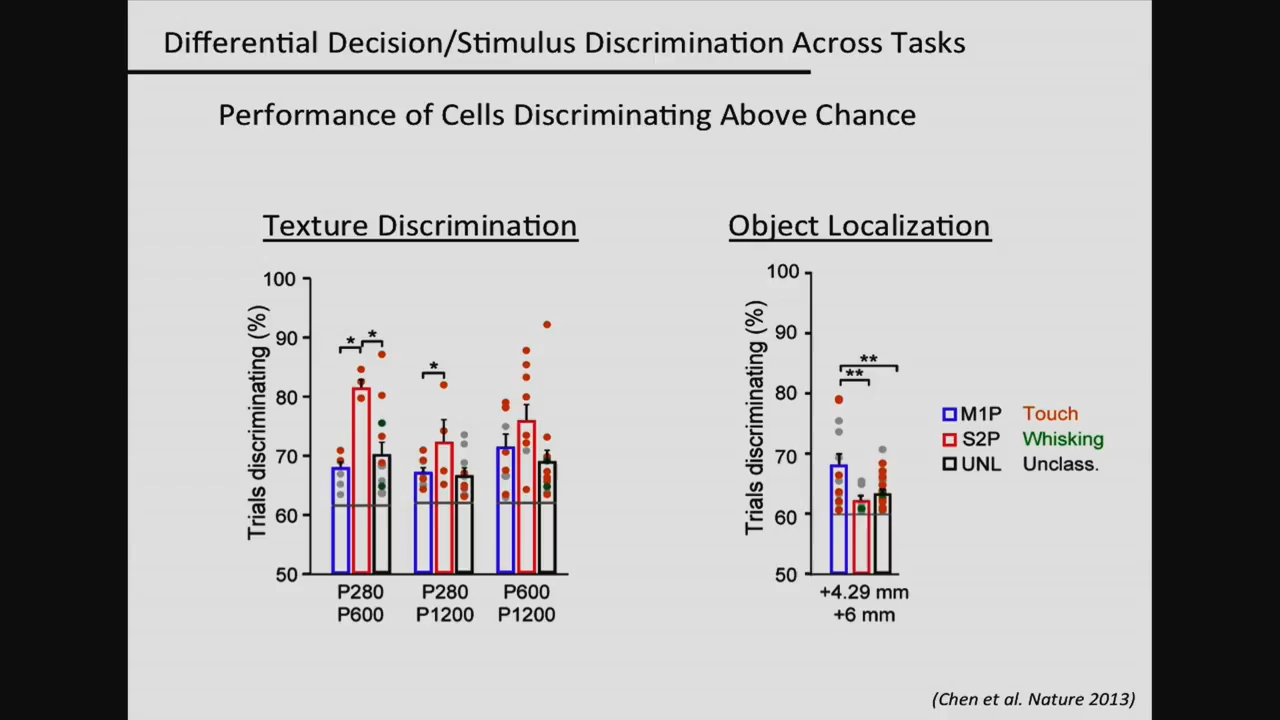 Differential Decision/Stimulus Discrimination Across Tasks
Performance of Cells Discriminating Above Chance
Texture Discrimination
Trials discriminating (%)
100
90
80
70
60
50
*
*
*
P280
P600
P280
P1200
P600
P1200
Object Localization
Trials discriminating (%)
100
90
80
70
60
50
**
**
+4.29 mm
+6 mm
M1P Touch
S2P Whisking
UNL Unclass.
(Chen et al. Nature 2013)